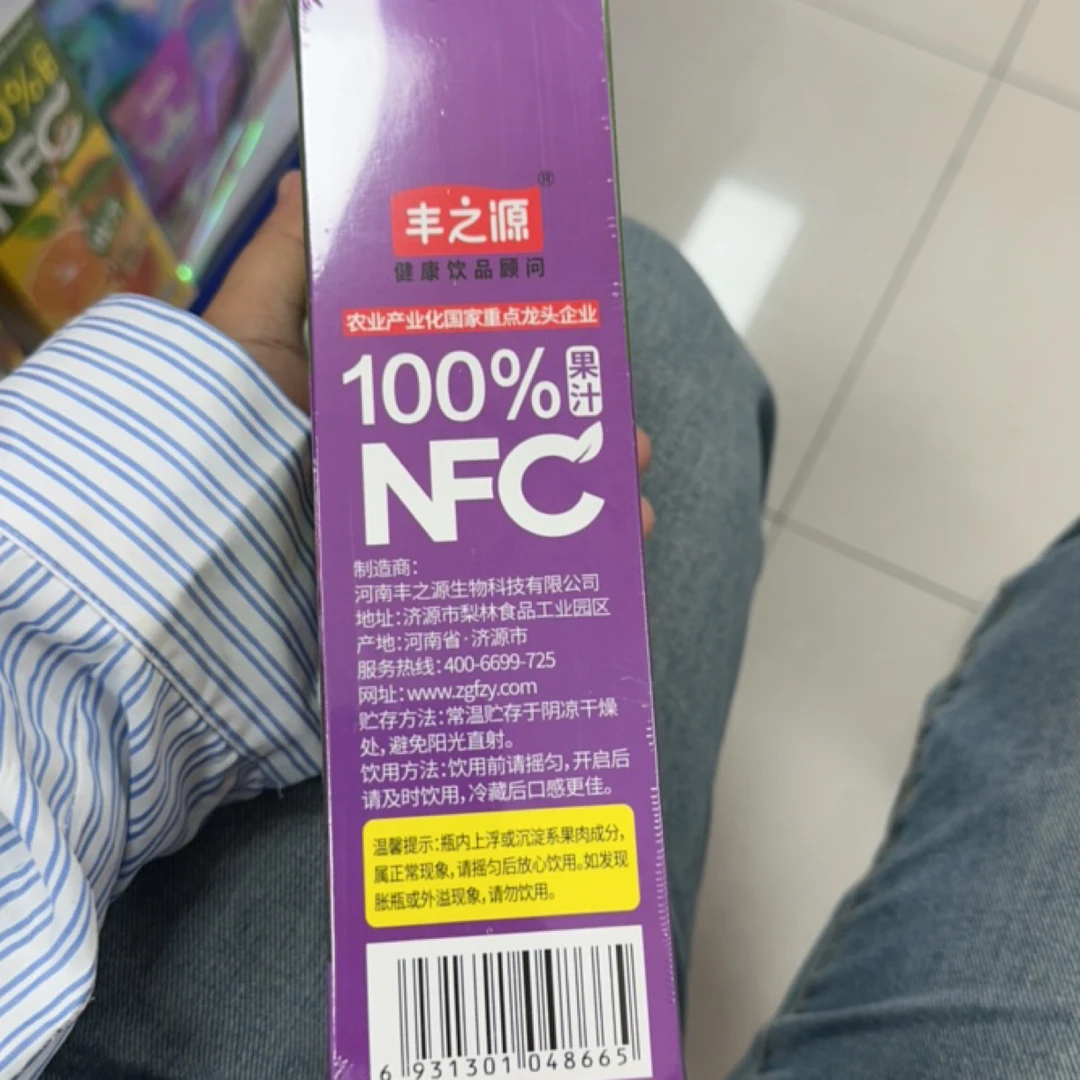 丰之源®
健康饮品顾问
农业产业化国家重点龙头企业
100%果汁
NFC
制造商:
河南丰之源生物科技有限公司
地址:济源市梨林食品工业园区
产地:河南省·济源市
服务热线:400-6699-725
网址:www.zgfzy.com
贮存方法:常温贮存于阴凉干燥
处,避免阳光直射。
饮用方法:饮用前请摇匀,开启后
请及时饮用,冷藏后口感更佳。
温馨提示:瓶内上浮或沉淀系果肉成分,
属正常现象,请摇匀后放心饮用。如发现
胀瓶或外溢现象,请勿饮用。
6 931301 048665
0%
NFC